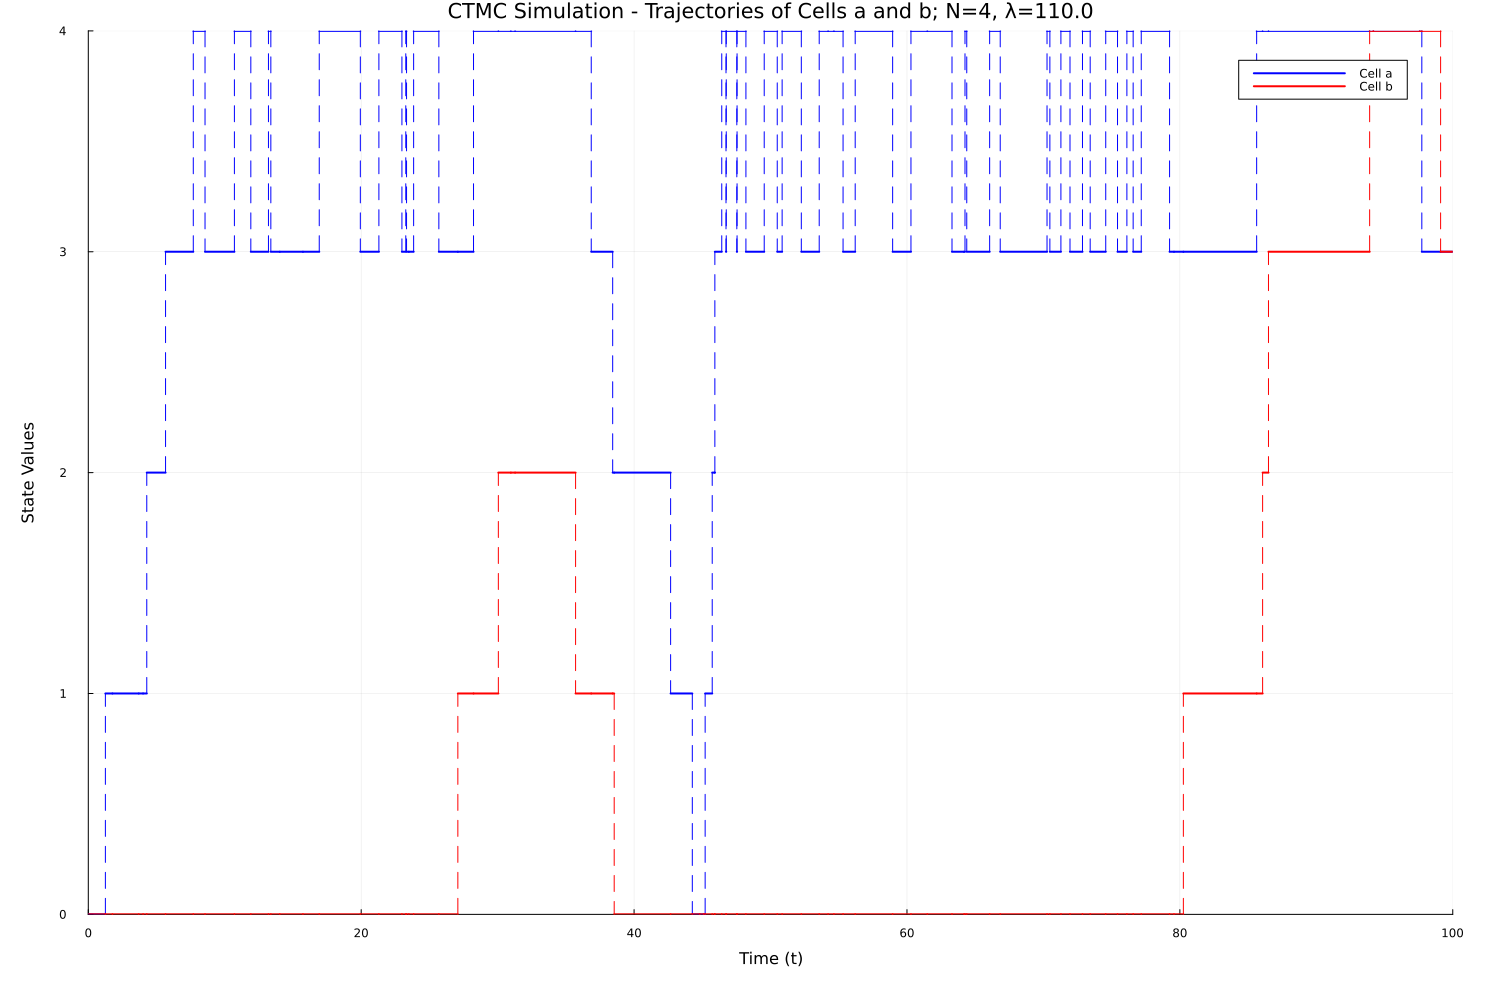 CTMC Simulation - Trajectories of Cells a and b; N=4, λ=110.0
4
Cell a
Cell b
3
State Values
2
1
0
0 20 40 60 80 100
Time (t)